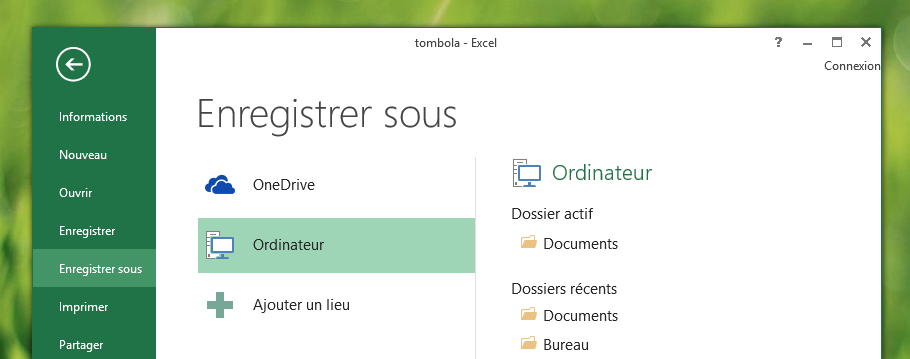 tombola - Excel
?
Connexion
Informations
Nouveau
Ouvrir
Enregistrer
Enregistrer sous
Imprimer
Partager
Enregistrer sous
OneDrive
Ordinateur
Ajouter un lieu
Ordinateur
Dossier actif
Documents
Dossiers récents
Documents
Bureau